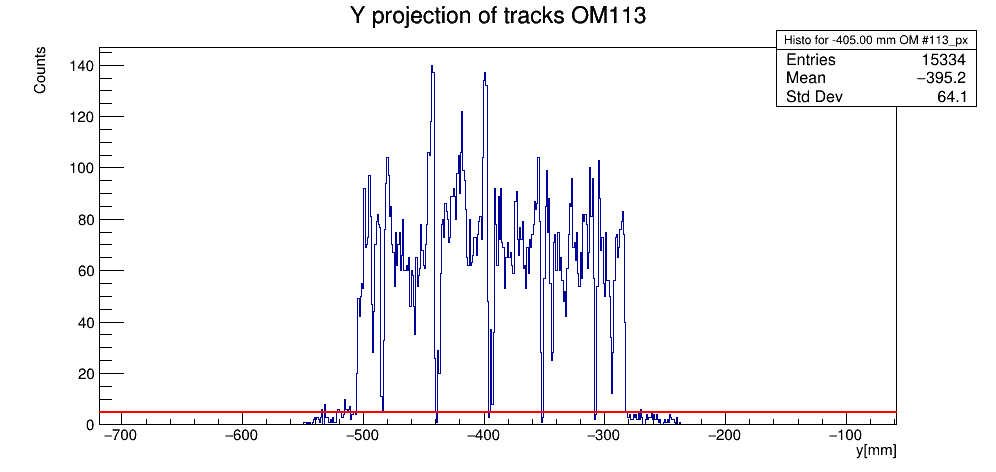 Y projection of tracks OM113
Histo for -405.00 mm OM #113_px
Entries 15334
Mean −395.2
Std Dev 64.1
Counts
140
120
100
80
60
40
20
0
−700 −600 −500 −400 −300 −200 −100
y[mm]